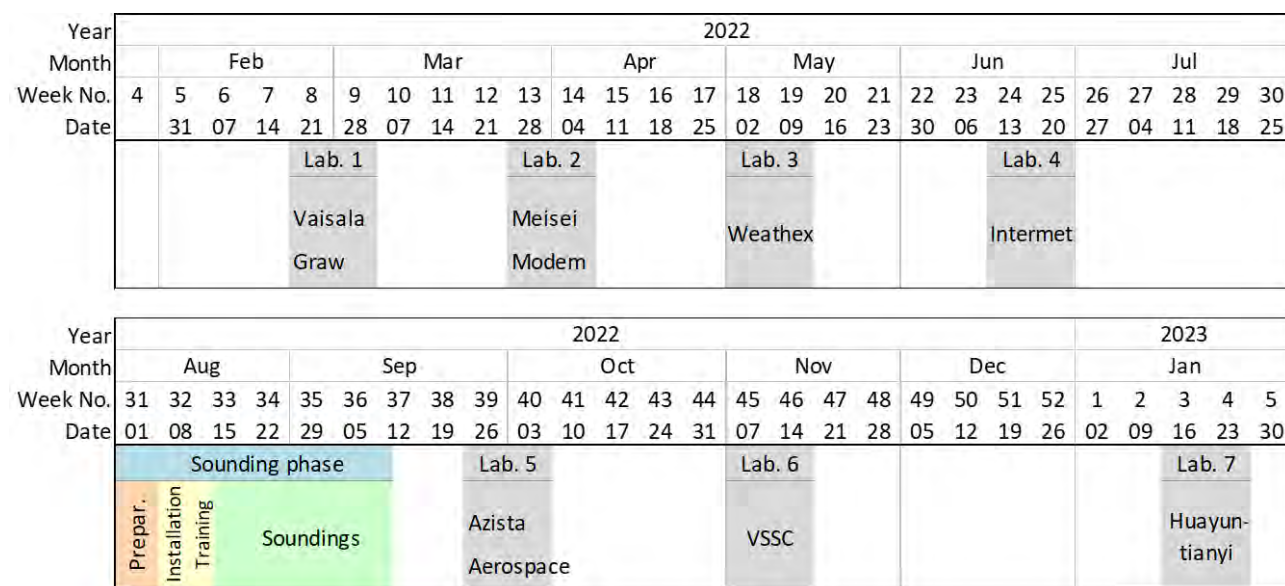 Year 2022
Month Feb Mar Apr May Jun Jul
Week No. 4 5 6 7 8 9 10 11 12 13 14 15 16 17 18 19 20 21 22 23 24 25 26 27 28 29 30
Date 31 07 14 21 28 07 14 21 28 04 11 18 25 02 09 16 23 30 06 13 20 27 04 11 18 25
Lab. 1 Lab. 2 Lab. 3 Lab. 4
Vaisala Meisei
Weathex Intermet
Graw Modem
Year 2022 2023
Month Aug Sep Oct Nov Dec Jan
Week No. 31 32 33 34 35 36 37 38 39 40 41 42 43 44 45 46 47 48 49 50 51 52 1 2 3 4 5
Date 01 08 15 22 29 05 12 19 26 03 10 17 24 31 07 14 21 28 05 12 19 26 02 09 16 23 30
Sounding phase Lab. 5 Lab. 6 Lab. 7
Prepar.
Installation
Training
Soundings
Azista
Aerospace
VSSC
Huayun-
tianyi